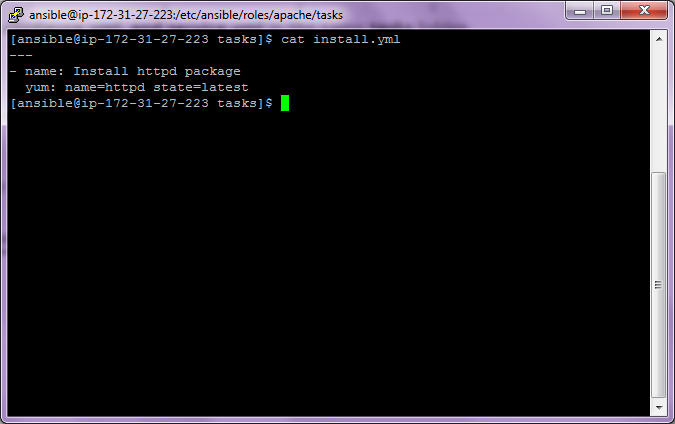 ansible@ip-172-31-27-223:/etc/ansible/roles/apache/tasks
[ansible@ip-172-31-27-223 tasks]$ cat install.yml
---
- name: Install httpd package
  yum: name=httpd state=latest
[ansible@ip-172-31-27-223 tasks]$